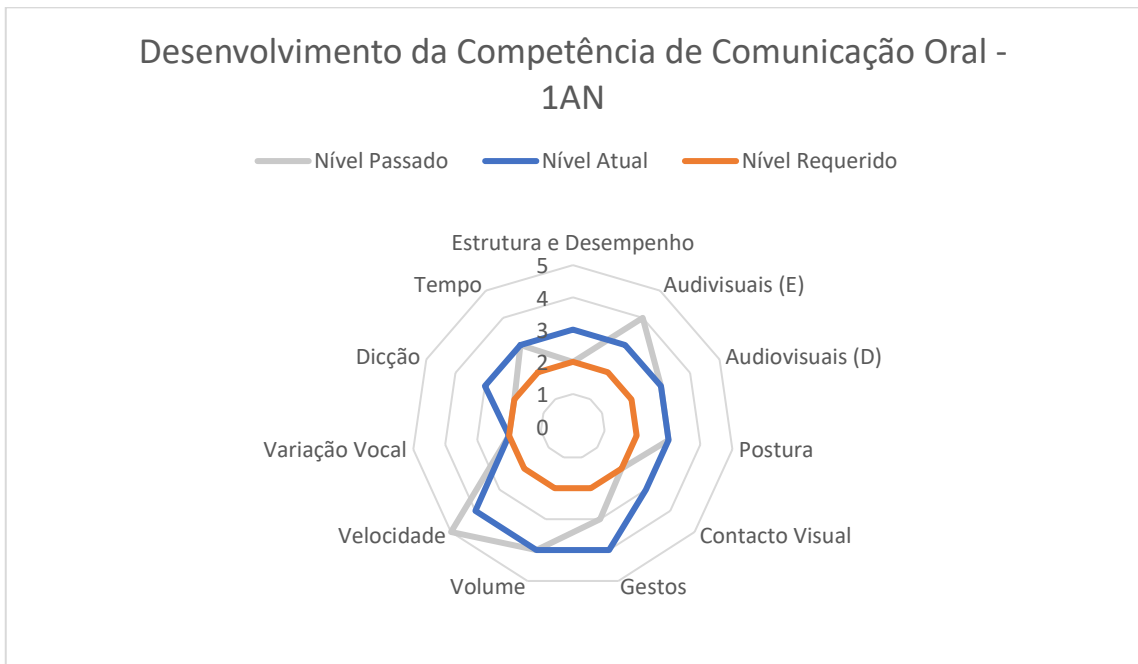 Desenvolvimento da Competência de Comunicação Oral -
1AN
Nível Passado Nível Atual Nível Requerido
Estrutura e Desempenho
5
Tempo
Audivisuais (E)
4
3
Dicção
Audiovisuais (D)
2
1
0
Variação Vocal
Postura
Velocidade
Contacto Visual
Volume
Gestos